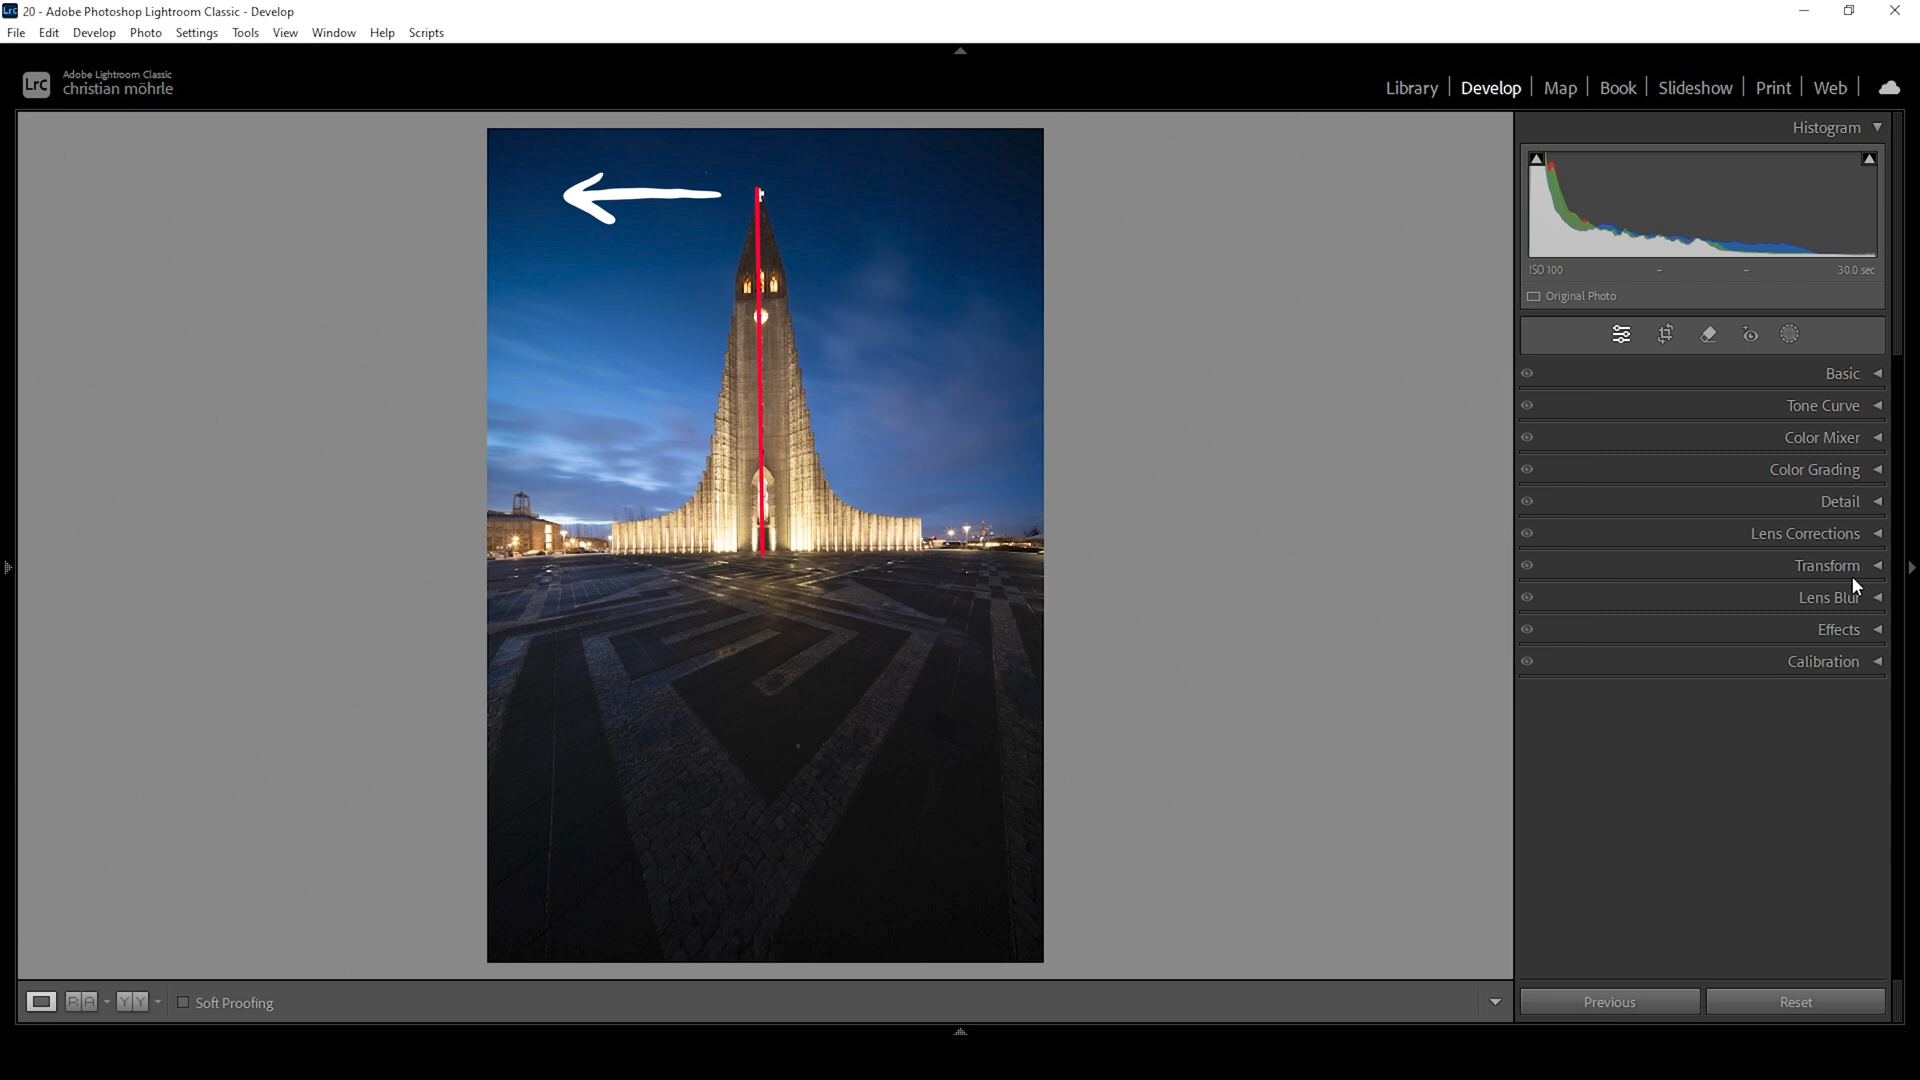 Lrc 20 - Adobe Photoshop Lightroom Classic - Develop
File Edit Develop Photo Settings Tools View Window Help Scripts
LrC Adobe Lightroom Classic
christian möhrle
Library Develop Map Book Slideshow Print Web
Histogram
ISO 100 – – 30.0 sec
Original Photo
Basic
Tone Curve
Color Mixer
Color Grading
Detail
Lens Corrections
Transform
Lens Blur
Effects
Calibration
R A Y Y Soft Proofing
Previous Reset